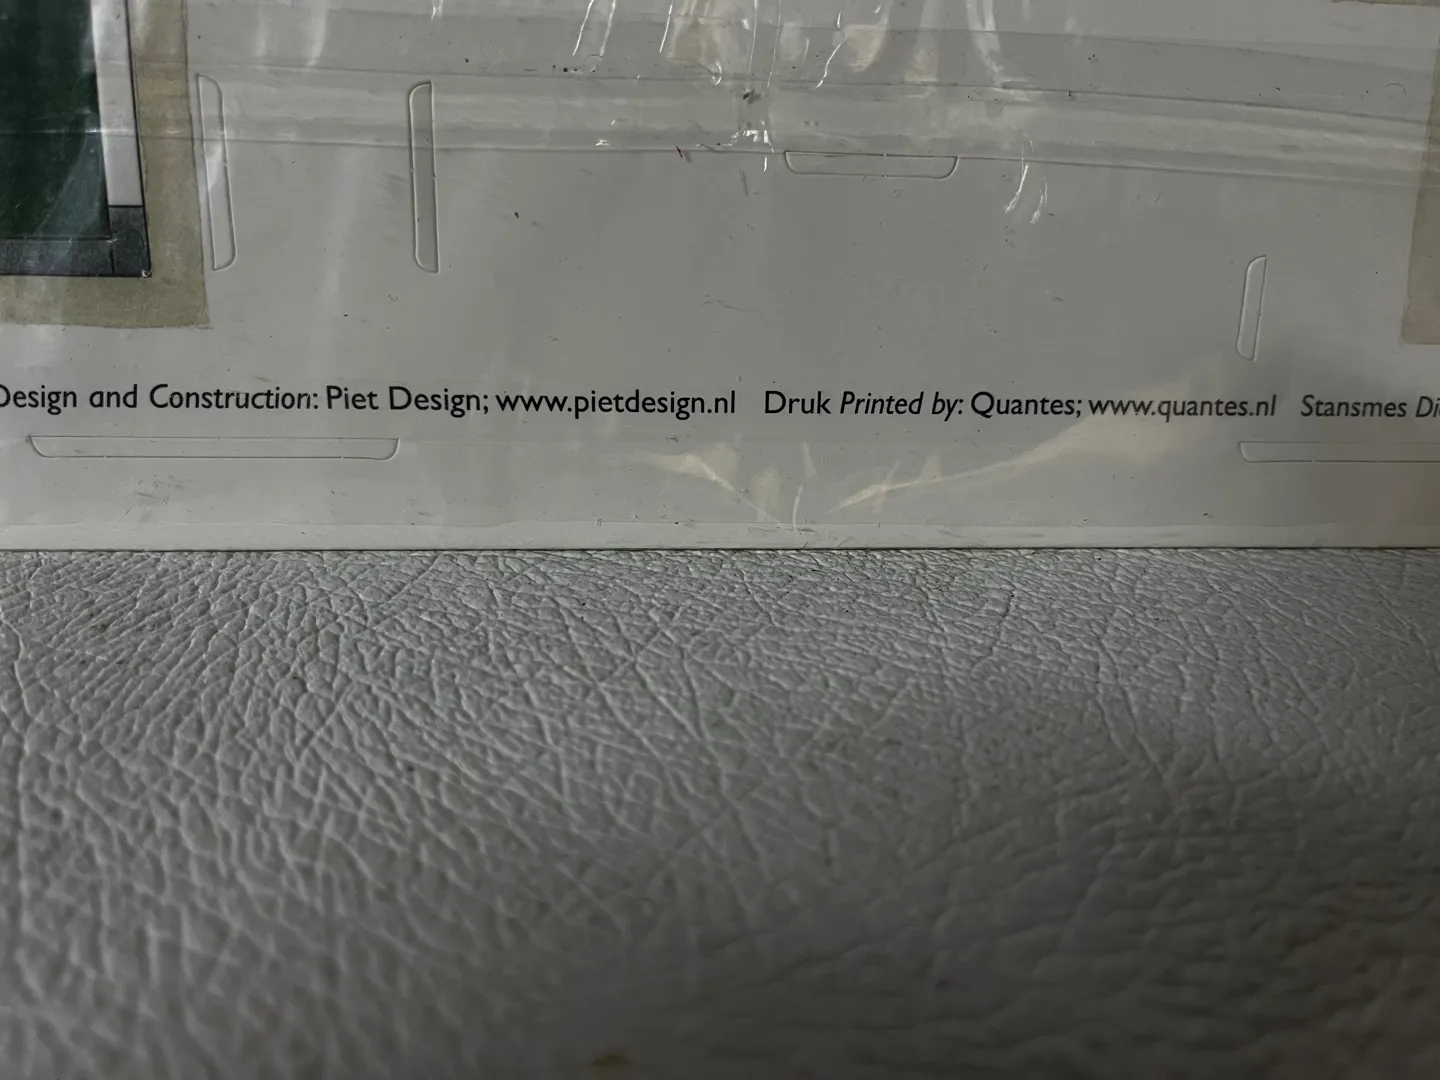 Design and Construction: Piet Design; www.pietdesign.nl Druk Printed by: Quantes; www.quantes.nl Stansmes